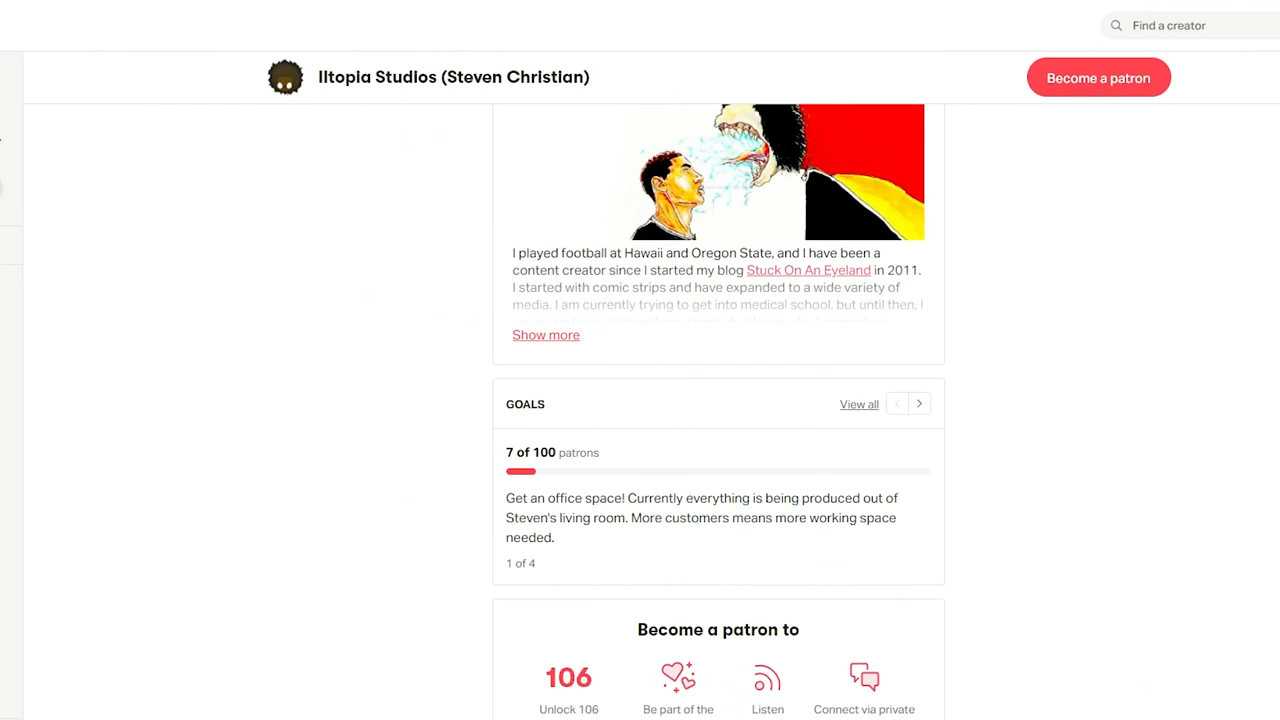 Find a creator
Iltopia Studios (Steven Christian)
Become a patron
I played football at Hawaii and Oregon State, and I have been a
content creator since I started my blog Stuck On An Eyeland in 2011.
I started with comic strips and have expanded to a wide variety of
media. I am currently trying to get into medical school, but until then, I
Show more
GOALS
View all
7 of 100 patrons
Get an office space! Currently everything is being produced out of
Steven's living room. More customers means more working space
needed.
1 of 4
Become a patron to
106
Unlock 106
Be part of the
Listen
Connect via private